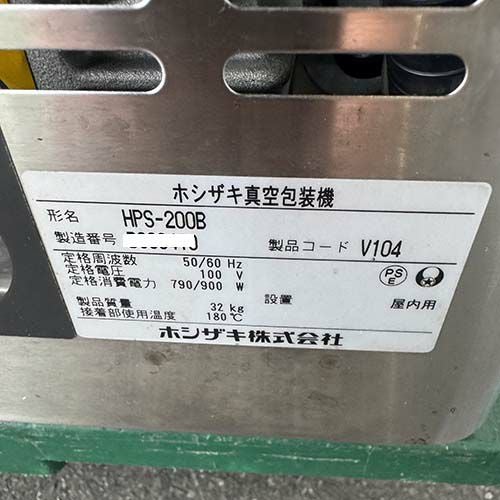 ホシザキ真空包装機
形名 HPS-200B
製造番号 製品コード V104
定格周波数 50/60 Hz
定格電圧 100 V
定格消費電力 790/900 W
PSE
製品質量 32 kg 設置 屋内用
接着部使用温度 180℃
ホシザキ株式会社